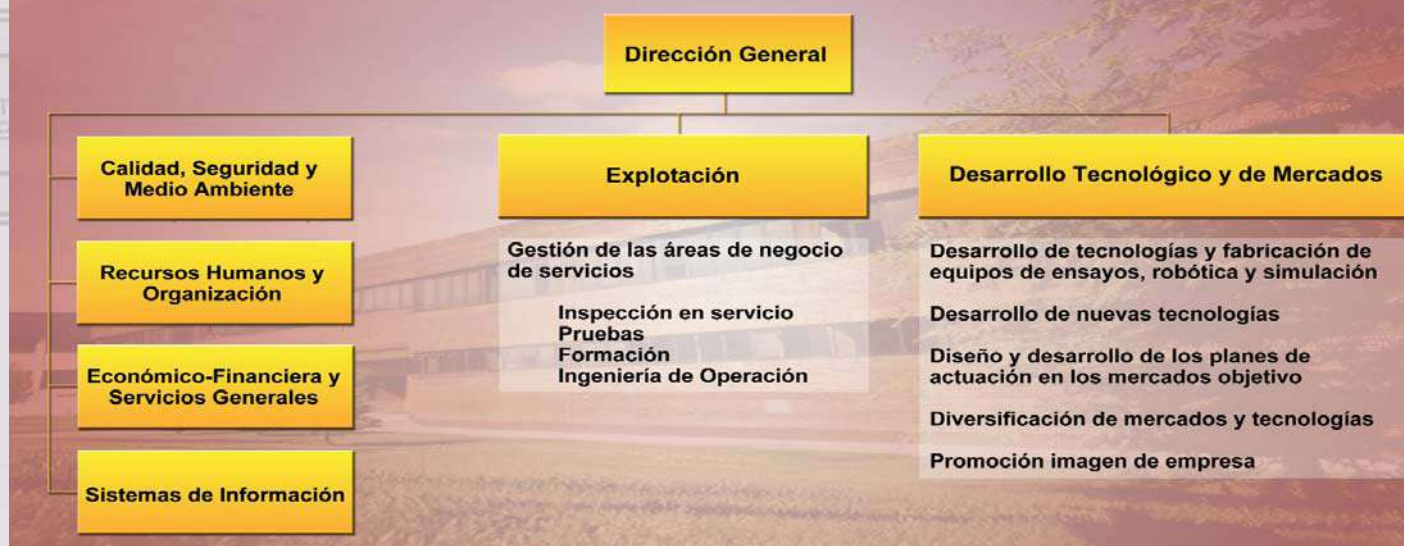 Dirección General
Calidad, Seguridad y
Medio Ambiente
Recursos Humanos y
Organización
Económico-Financiera y
Servicios Generales
Sistemas de Información
Explotación
Gestión de las áreas de negocio
de servicios
Inspección en servicio
Pruebas
Formación
Ingeniería de Operación
Desarrollo Tecnológico y de Mercados
Desarrollo de tecnologías y fabricación de
equipos de ensayos, robótica y simulación
Desarrollo de nuevas tecnologías
Diseño y desarrollo de los planes de
actuación en los mercados objetivo
Diversificación de mercados y tecnologías
Promoción imagen de empresa